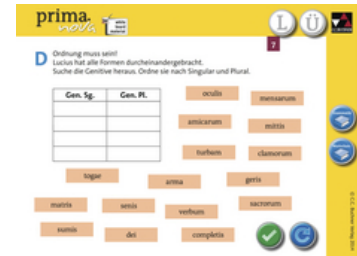 prima.
nova
L Ü
7
D Ordnung muss sein!
Lucius hat alle Formen durcheinandergebracht.
Suche die Genitive heraus. Ordne sie nach Singular und Plural.
Gen. Sg. Gen. Pl.
oculis
mensarum
amicarum
mittis
turbam
clamorum
togae
arma
geris
matris
senis
verbum
sacrorum
sumis
dei
completis